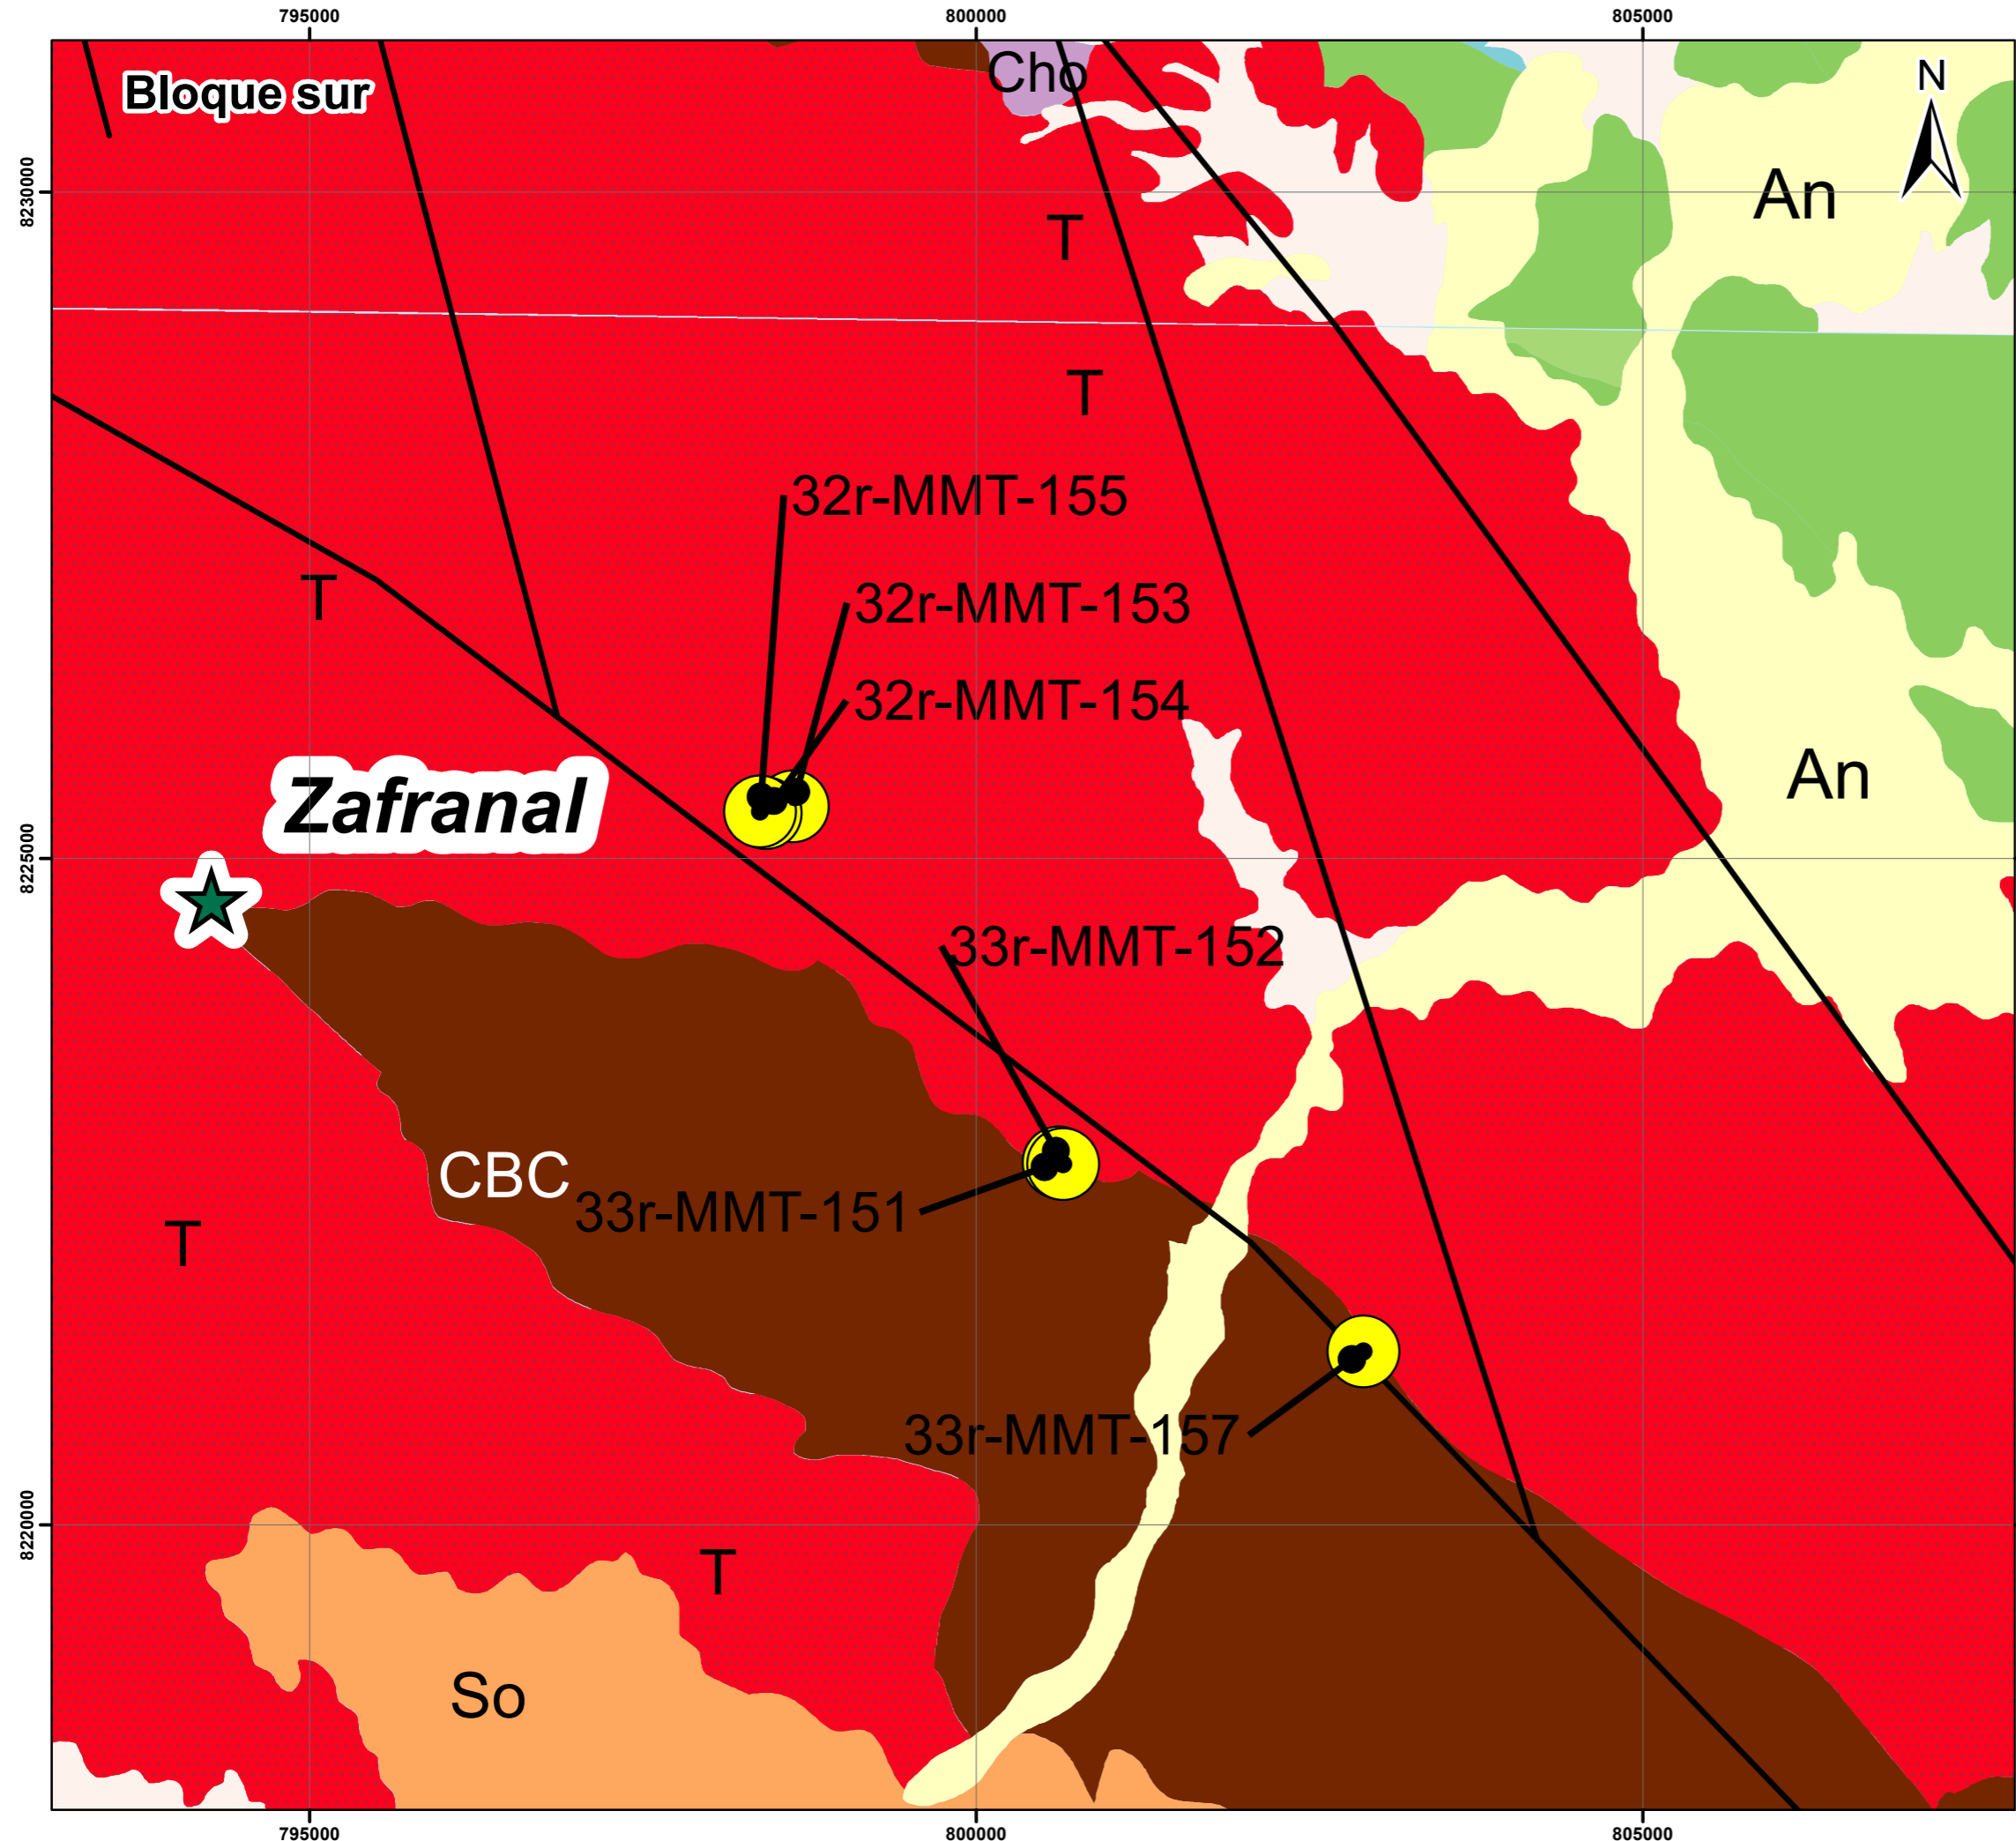 795000
800000
805000
Cho
Bloque sur
N
8230000
An
T
T
32r-MMT-155
T
32r-MMT-153
32r-MMT-154
Zafranal
An
8225000
33r-MMT-152
CBC
33r-MMT-151
T
33r-MMT-157
8220000
T
So
795000
800000
805000